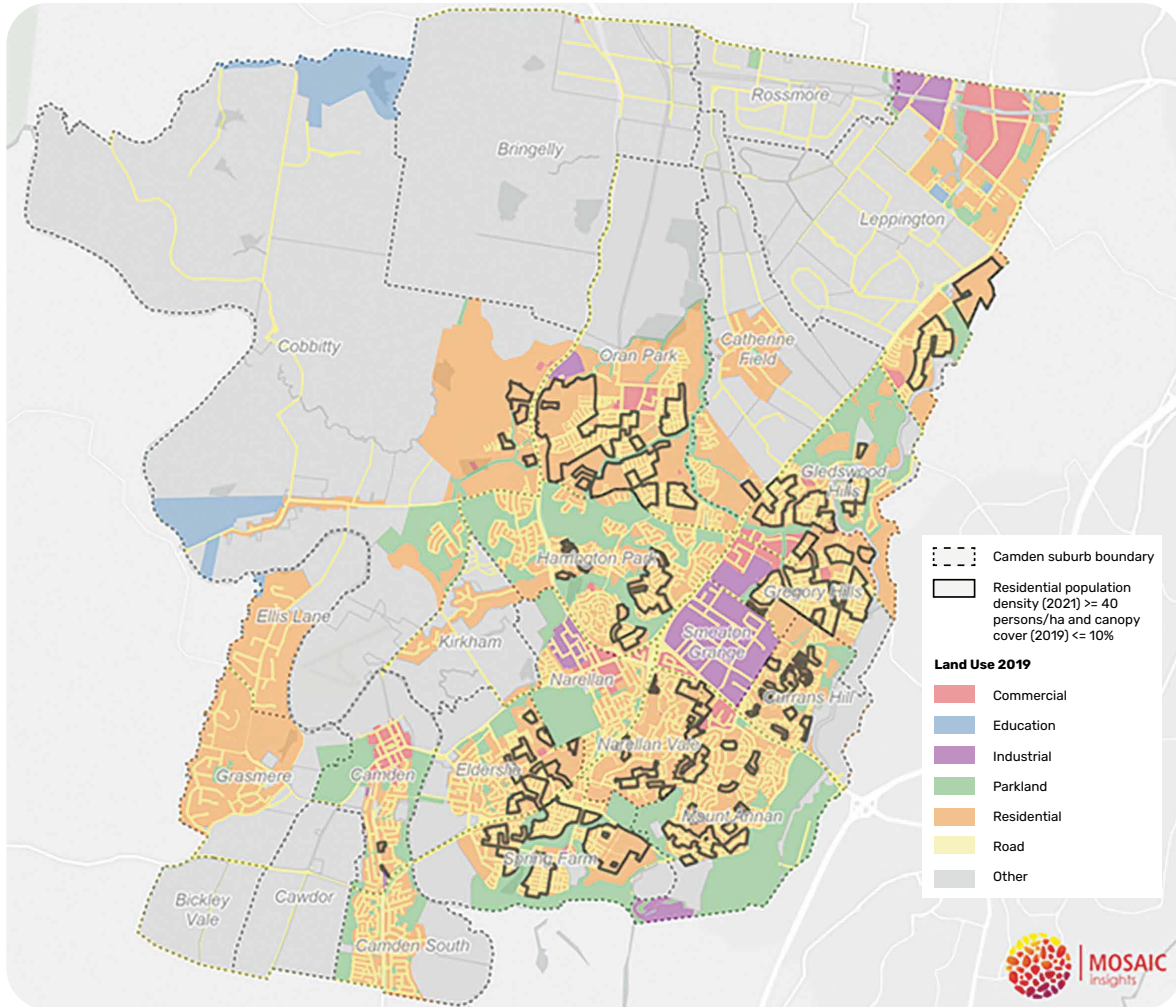 Rossmore
Bringelly
Leppington
Cobbitty
Oran Park
Catherine
Field
Gledswood
Hills
Harrington Park
Gregory Hills
Ellis Lane
Kirkham
Smeaton
Grange
Narellan
Currans Hill
Narellan Vale
Grasmere
Camden
Elderslie
Mount Annan
Spring Farm
Bickley
Vale
Cawdor
Camden South
Camden suburb boundary
Residential population
density (2021) >= 40
persons/ha and canopy
cover (2019) <= 10%
Land Use 2019
Commercial
Education
Industrial
Parkland
Residential
Road
Other
MOSAIC
insights